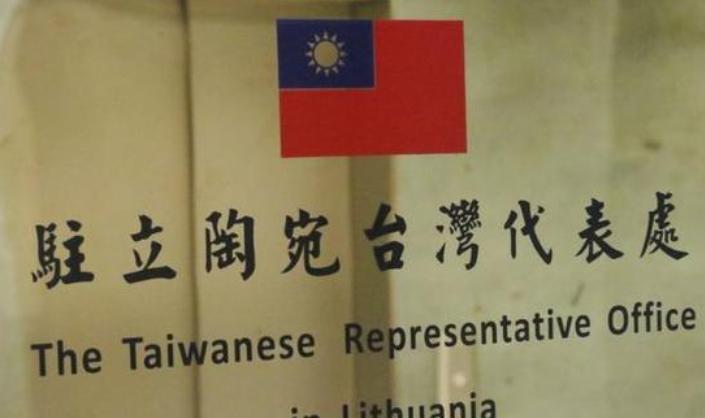 駐立陶宛台灣代表處
The Taiwanese Representative Office
in Lithuania